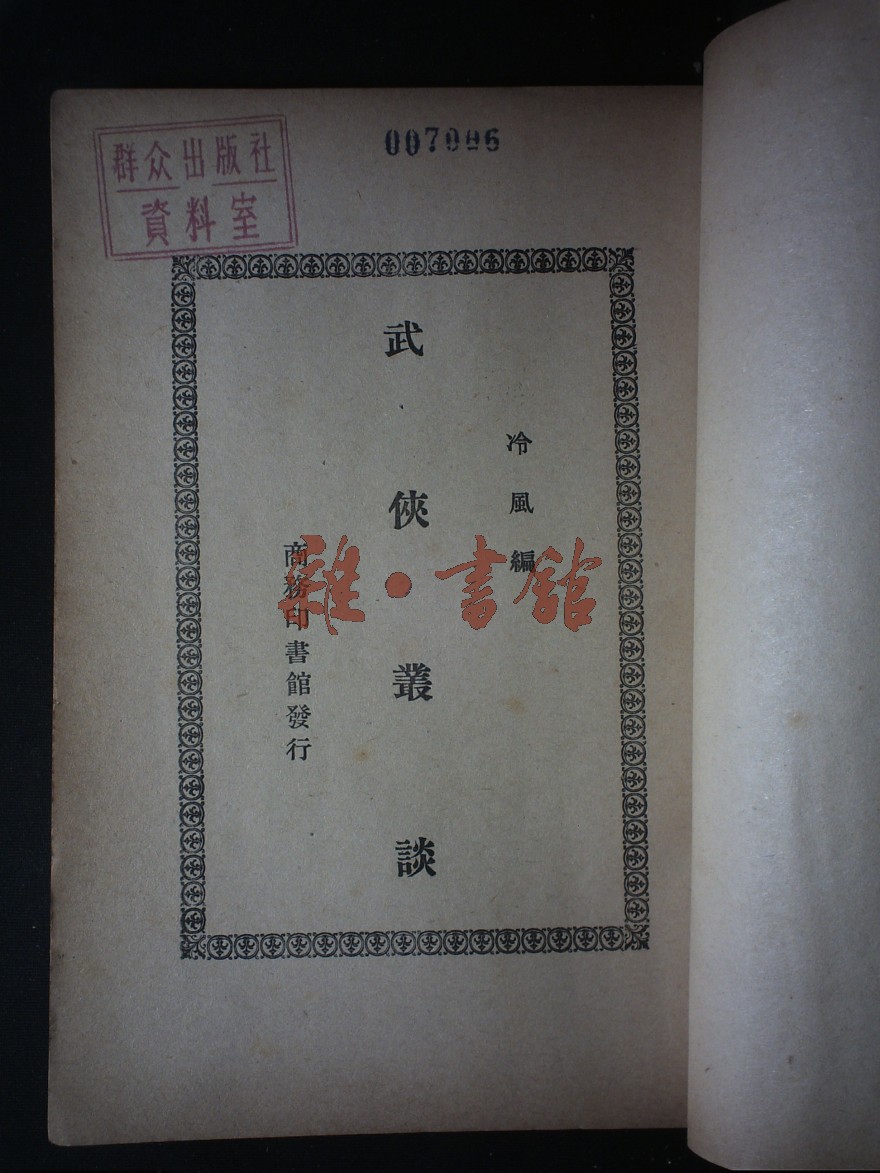 群众出版社
資料室
冷風編
武俠叢談
商務印書館發行
雜·書館